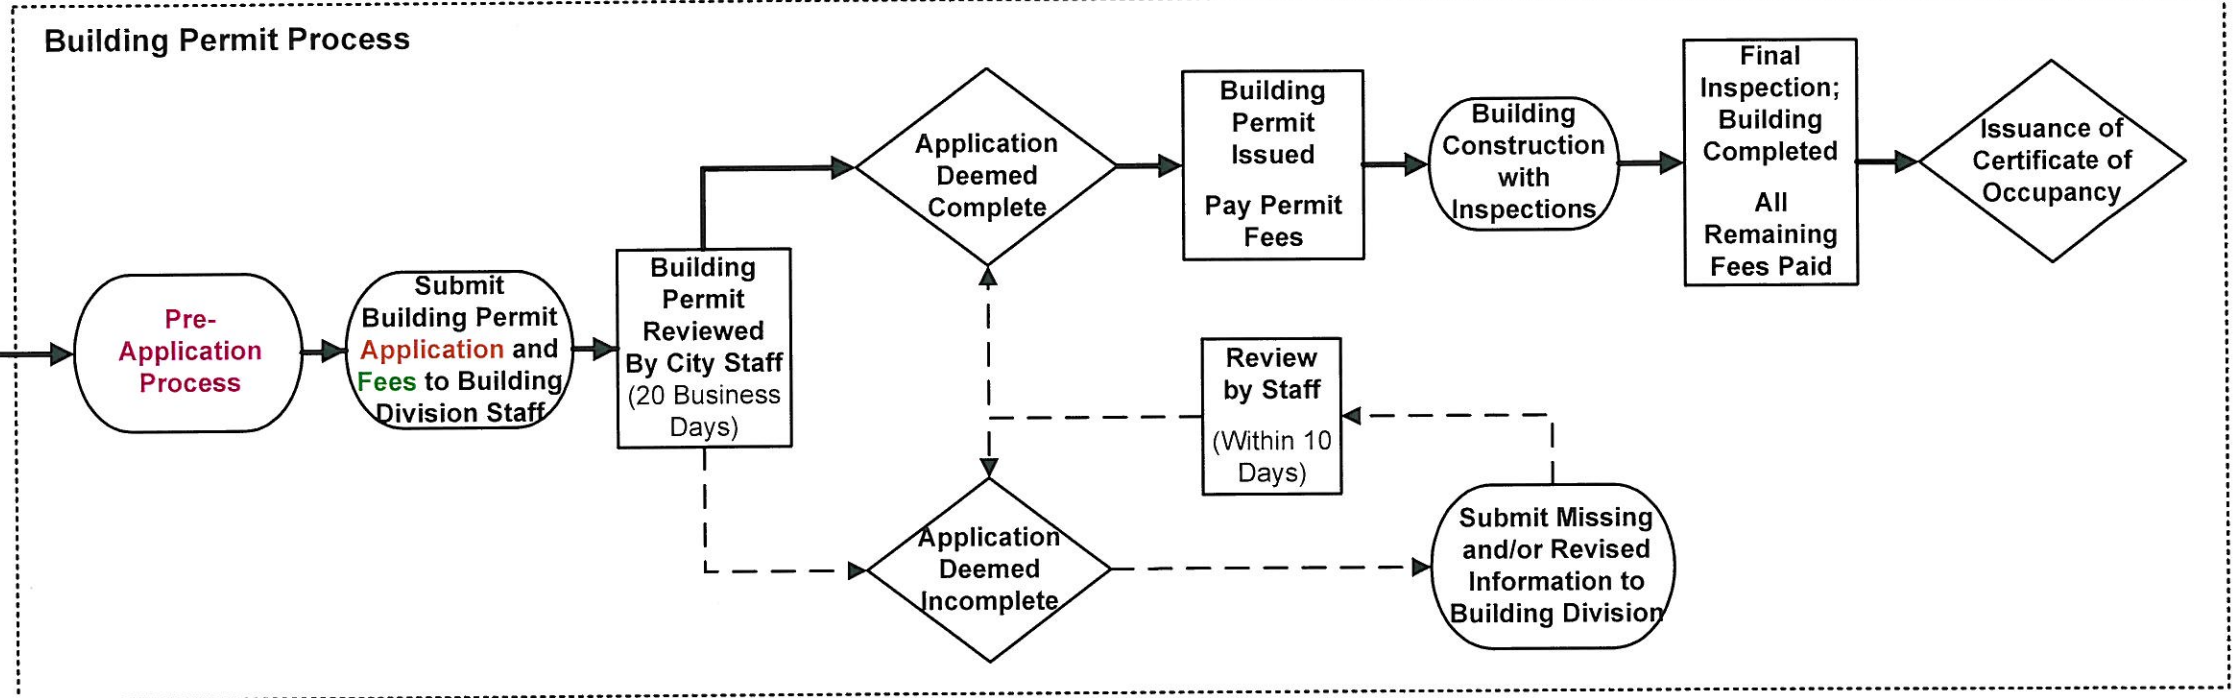 Building Permit Process
Pre-
Application
Process
Submit
Building Permit
Application and
Fees to Building
Division Staff
Building
Permit
Reviewed
By City Staff
(20 Business
Days)
Application
Deemed
Complete
Building
Permit
Issued
Pay Permit
Fees
Building
Construction
with
Inspections
Final
Inspection;
Building
Completed
All
Remaining
Fees Paid
Issuance of
Certificate of
Occupancy
Application
Deemed
Incomplete
Submit Missing
and/or Revised
Information to
Building Division
Review
by Staff
(Within 10
Days)